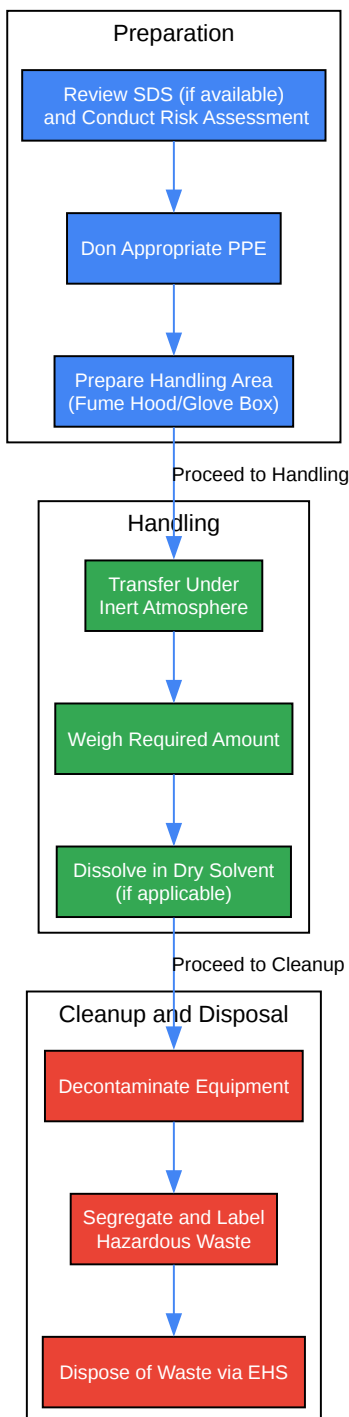 Preparation
Review SDS (if available)
and Conduct Risk Assessment
Don Appropriate PPE
Prepare Handling Area
(Fume Hood/Glove Box)
Proceed to Handling
Handling
Transfer Under
Inert Atmosphere
Weigh Required Amount
Dissolve in Dry Solvent
(if applicable)
Proceed to Cleanup
Cleanup and Disposal
Decontaminate Equipment
Segregate and Label
Hazardous Waste
Dispose of Waste via EHS